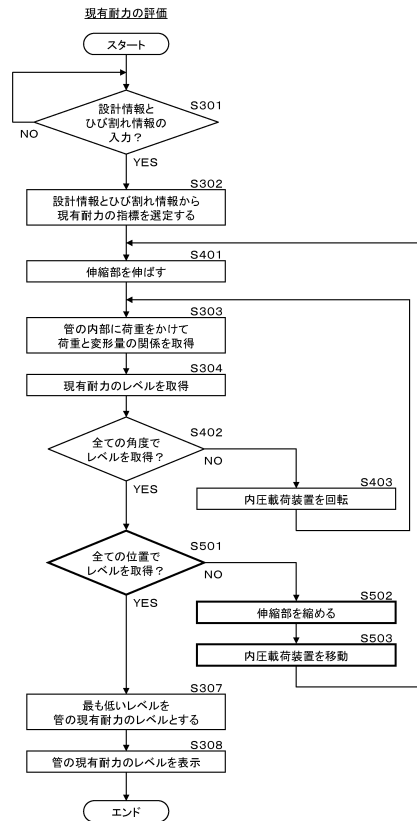 現有耐力の評価
スタート
S301
設計情報と
ひび割れ情報の
入力？
NO
YES
S302
設計情報とひび割れ情報から
現有耐力の指標を選定する
S401
伸縮部を伸ばす
S303
管の内部に荷重をかけて
荷重と変形量の関係を取得
S304
現有耐力のレベルを取得
S402
全ての角度で
レベルを取得？
NO
S403
YES
内圧載荷装置を回転
S501
全ての位置で
レベルを取得？
NO
S502
YES
伸縮部を縮める
S503
内圧載荷装置を移動
S307
最も低いレベルを
管の現有耐力のレベルとする
S308
管の現有耐力のレベルを表示
エンド